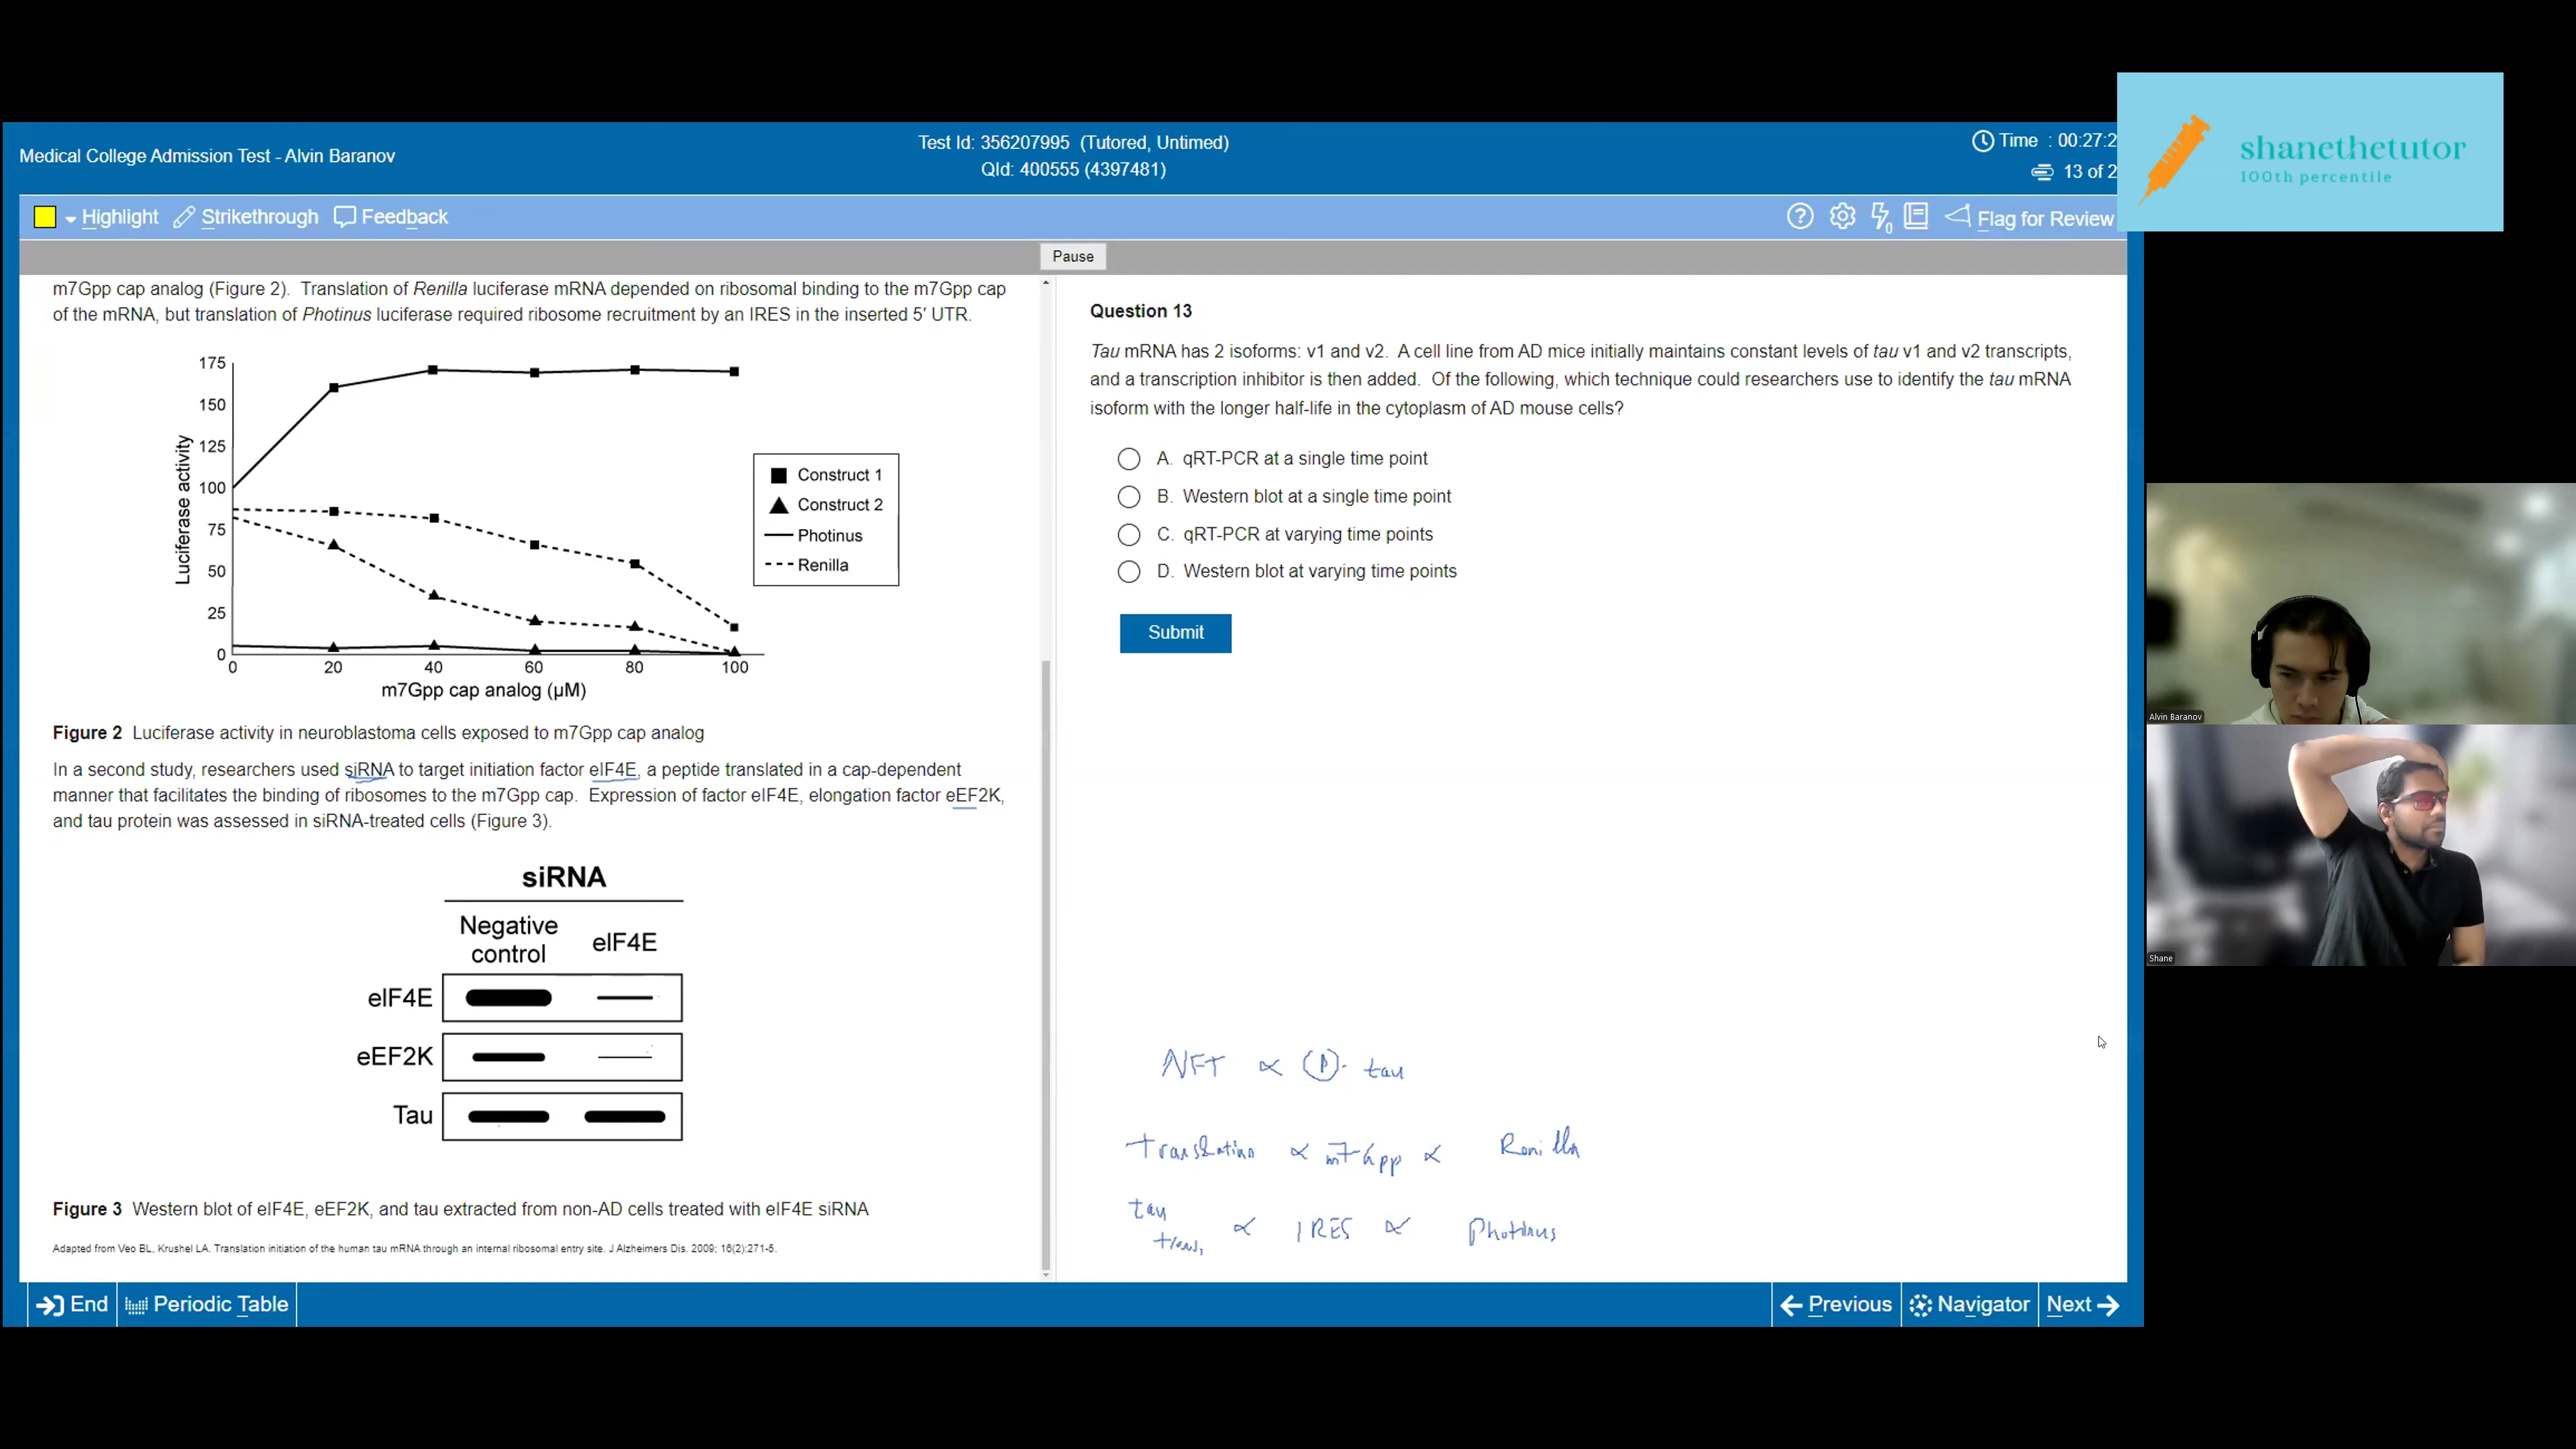 shanethetutor
100th percentile
Medical College Admission Test - Alvin Baranov
Test Id: 356207995 (Tutored, Untimed)
QId: 400555 (4397481)
Time : 00:27:2
13 of 2
Highlight
Strikethrough
Feedback
Flag for Review
Pause
m7Gpp cap analog (Figure 2). Translation of Renilla luciferase mRNA depended on ribosomal binding to the m7Gpp cap
of the mRNA, but translation of Photinus luciferase required ribosome recruitment by an IRES in the inserted 5′ UTR.
175
150
125
100
75
50
25
0
Luciferase activity
0 20 40 60 80 100
m7Gpp cap analog (µM)
Construct 1
Construct 2
Photinus
Renilla
Figure 2 Luciferase activity in neuroblastoma cells exposed to m7Gpp cap analog
In a second study, researchers used siRNA to target initiation factor eIF4E, a peptide translated in a cap-dependent
manner that facilitates the binding of ribosomes to the m7Gpp cap. Expression of factor eIF4E, elongation factor eEF2K,
and tau protein was assessed in siRNA-treated cells (Figure 3).
siRNA
Negative
control
eIF4E
eIF4E
eEF2K
Tau
Figure 3 Western blot of eIF4E, eEF2K, and tau extracted from non-AD cells treated with eIF4E siRNA
Adapted from Veo BL, Krushel LA. Translation initiation of the human tau mRNA through an internal ribosomal entry site. J Alzheimers Dis. 2009; 16(2):271-5.
Question 13
Tau mRNA has 2 isoforms: v1 and v2. A cell line from AD mice initially maintains constant levels of tau v1 and v2 transcripts,
and a transcription inhibitor is then added. Of the following, which technique could researchers use to identify the tau mRNA
isoform with the longer half-life in the cytoplasm of AD mouse cells?
A. qRT-PCR at a single time point
B. Western blot at a single time point
C. qRT-PCR at varying time points
D. Western blot at varying time points
Submit
NFT ∝ P - tau
Translation ∝ m7Gpp ∝ Renilla
tau
trans, ∝ IRES ∝ Photinus
Alvin Baranov
Shane
End
Periodic Table
Previous
Navigator
Next